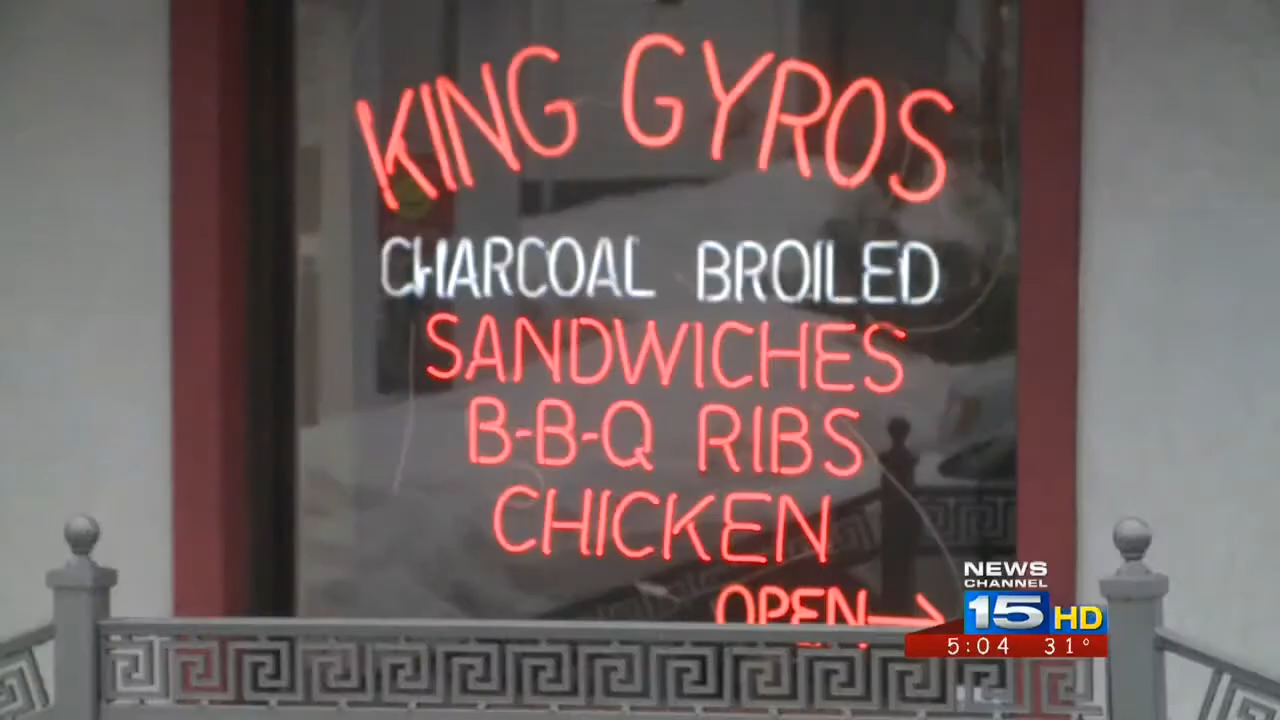 KING GYROS
CHARCOAL BROILED
SANDWICHES
B-B-Q RIBS
CHICKEN
OPEN→
NEWS
CHANNEL
15 HD
5:04 31°